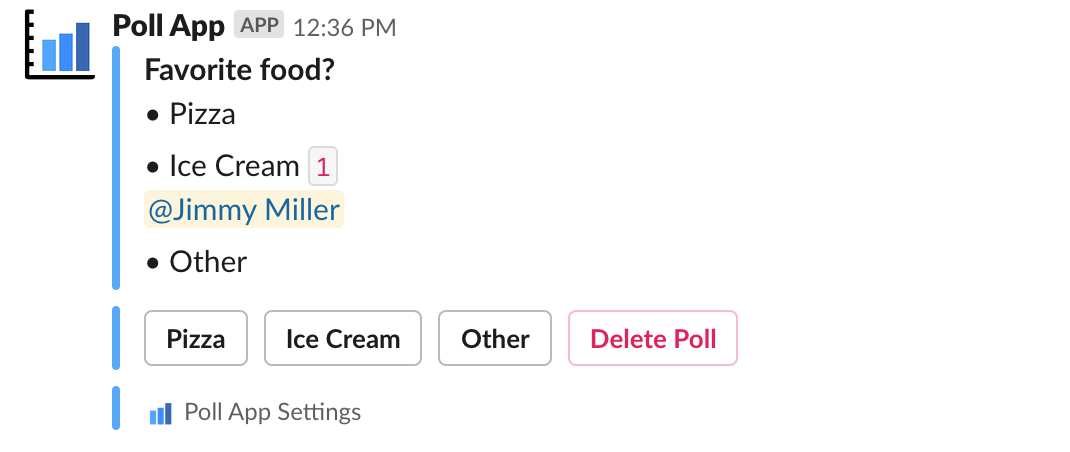 Poll App APP 12:36 PM
Favorite food?
• Pizza
• Ice Cream 1
@Jimmy Miller
• Other
Pizza Ice Cream Other Delete Poll
Poll App Settings